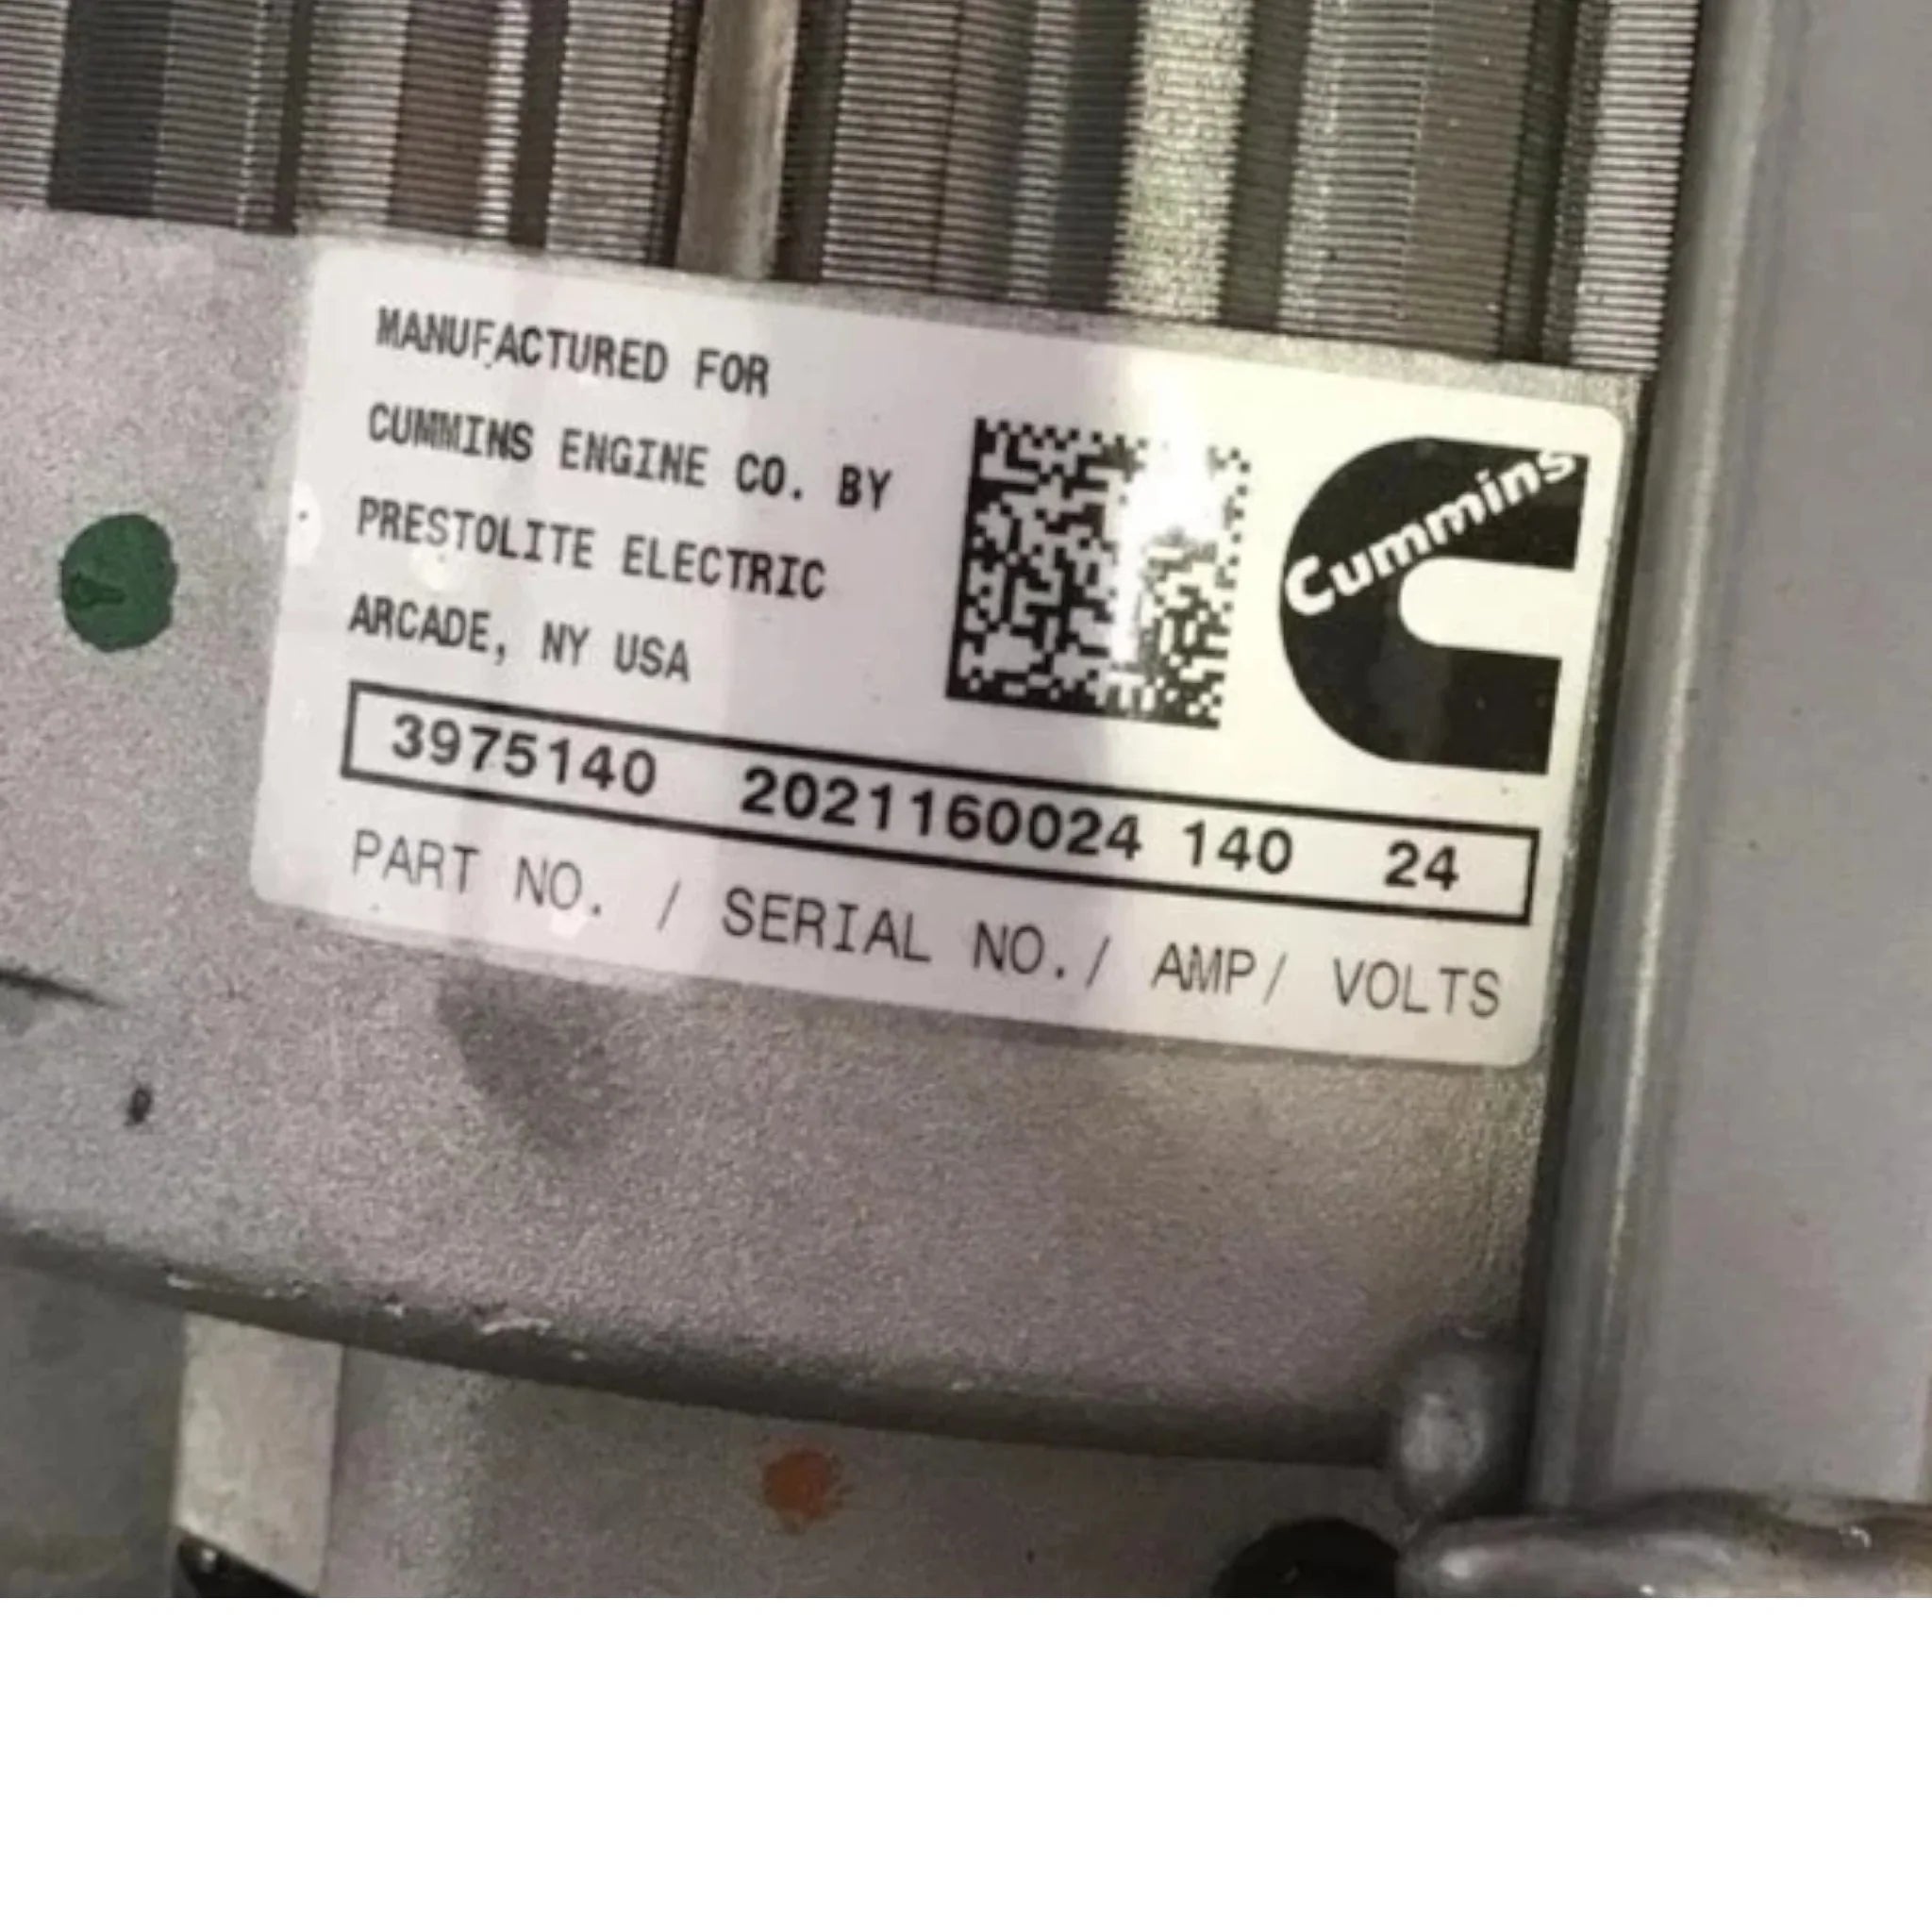 MANUFACTURED FOR
CUMMINS ENGINE CO. BY
PRESTOLITE ELECTRIC
ARCADE, NY USA
Cummins
3975140 2021160024 140 24
PART NO. / SERIAL NO./ AMP/ VOLTS